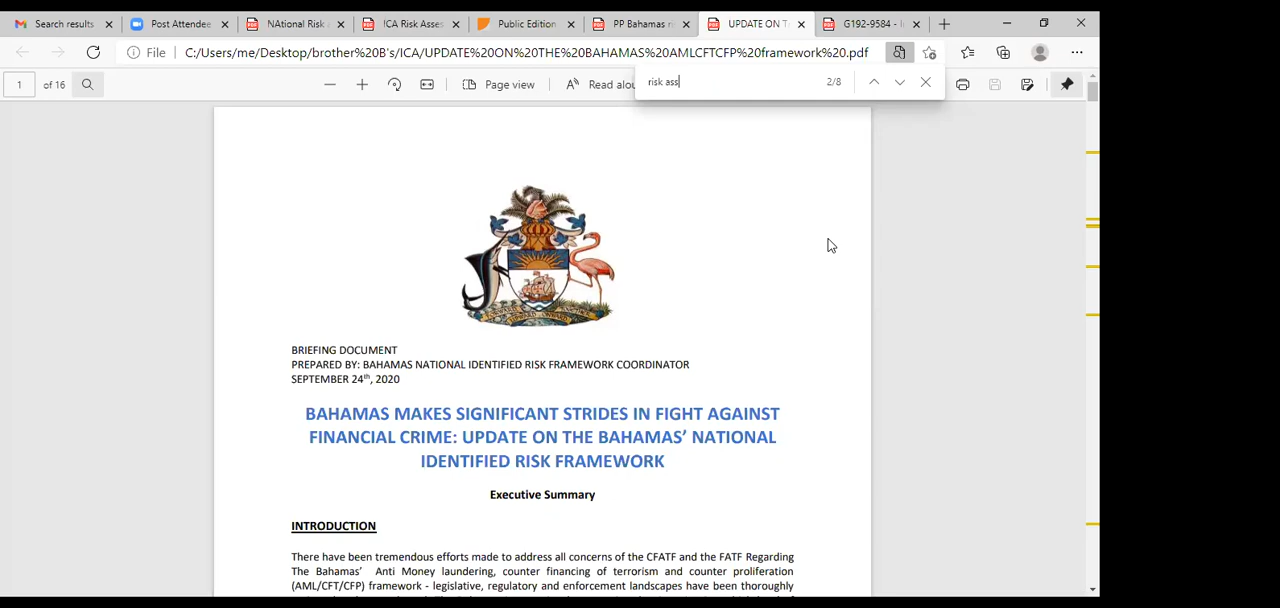 Search results
Post Attendee
NAtional Risk a
ICA Risk Asses
Public Edition
PP Bahamas ri
UPDATE ON T
G192-9584 -
File
C:/Users/me/Desktop/brother%20B's/ICA/UPDATE%20ON%20THE%20BAHAMAS%20AMLCFTCFP%20framework%20.pdf
1 of 16
Page view
Read alou
risk ass
2/8
BRIEFING DOCUMENT
PREPARED BY: BAHAMAS NATIONAL IDENTIFIED RISK FRAMEWORK COORDINATOR
SEPTEMBER 24th, 2020
BAHAMAS MAKES SIGNIFICANT STRIDES IN FIGHT AGAINST
FINANCIAL CRIME: UPDATE ON THE BAHAMAS' NATIONAL
IDENTIFIED RISK FRAMEWORK
Executive Summary
INTRODUCTION
There have been tremendous efforts made to address all concerns of the CFATF and the FATF Regarding
The Bahamas' Anti Money laundering, counter financing of terrorism and counter proliferation
(AML/CFT/CFP) framework - legislative, regulatory and enforcement landscapes have been thoroughly